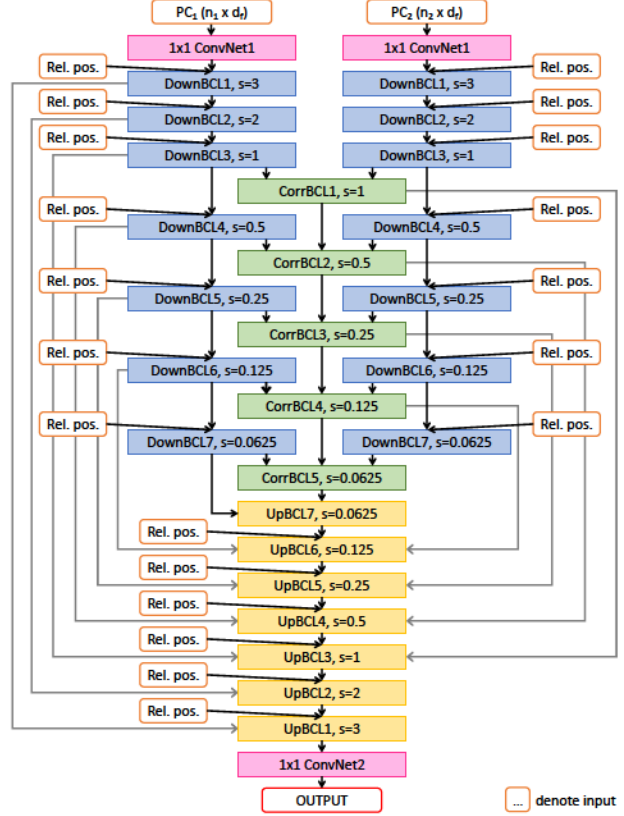 PC₁ (n₁ x d_f) PC₂ (n₂ x d_f)
1x1 ConvNet1 1x1 ConvNet1
Rel. pos. Rel. pos.
DownBCL1, s=3 DownBCL1, s=3
Rel. pos. Rel. pos.
DownBCL2, s=2 DownBCL2, s=2
Rel. pos. Rel. pos.
DownBCL3, s=1 DownBCL3, s=1
CorrBCL1, s=1
Rel. pos. Rel. pos.
DownBCL4, s=0.5 DownBCL4, s=0.5
CorrBCL2, s=0.5
Rel. pos. Rel. pos.
DownBCL5, s=0.25 DownBCL5, s=0.25
CorrBCL3, s=0.25
Rel. pos. Rel. pos.
DownBCL6, s=0.125 DownBCL6, s=0.125
CorrBCL4, s=0.125
Rel. pos. Rel. pos.
DownBCL7, s=0.0625 DownBCL7, s=0.0625
CorrBCL5, s=0.0625
UpBCL7, s=0.0625
Rel. pos.
UpBCL6, s=0.125
Rel. pos.
UpBCL5, s=0.25
Rel. pos.
UpBCL4, s=0.5
Rel. pos.
UpBCL3, s=1
Rel. pos.
UpBCL2, s=2
Rel. pos.
UpBCL1, s=3
1x1 ConvNet2
OUTPUT
... denote input